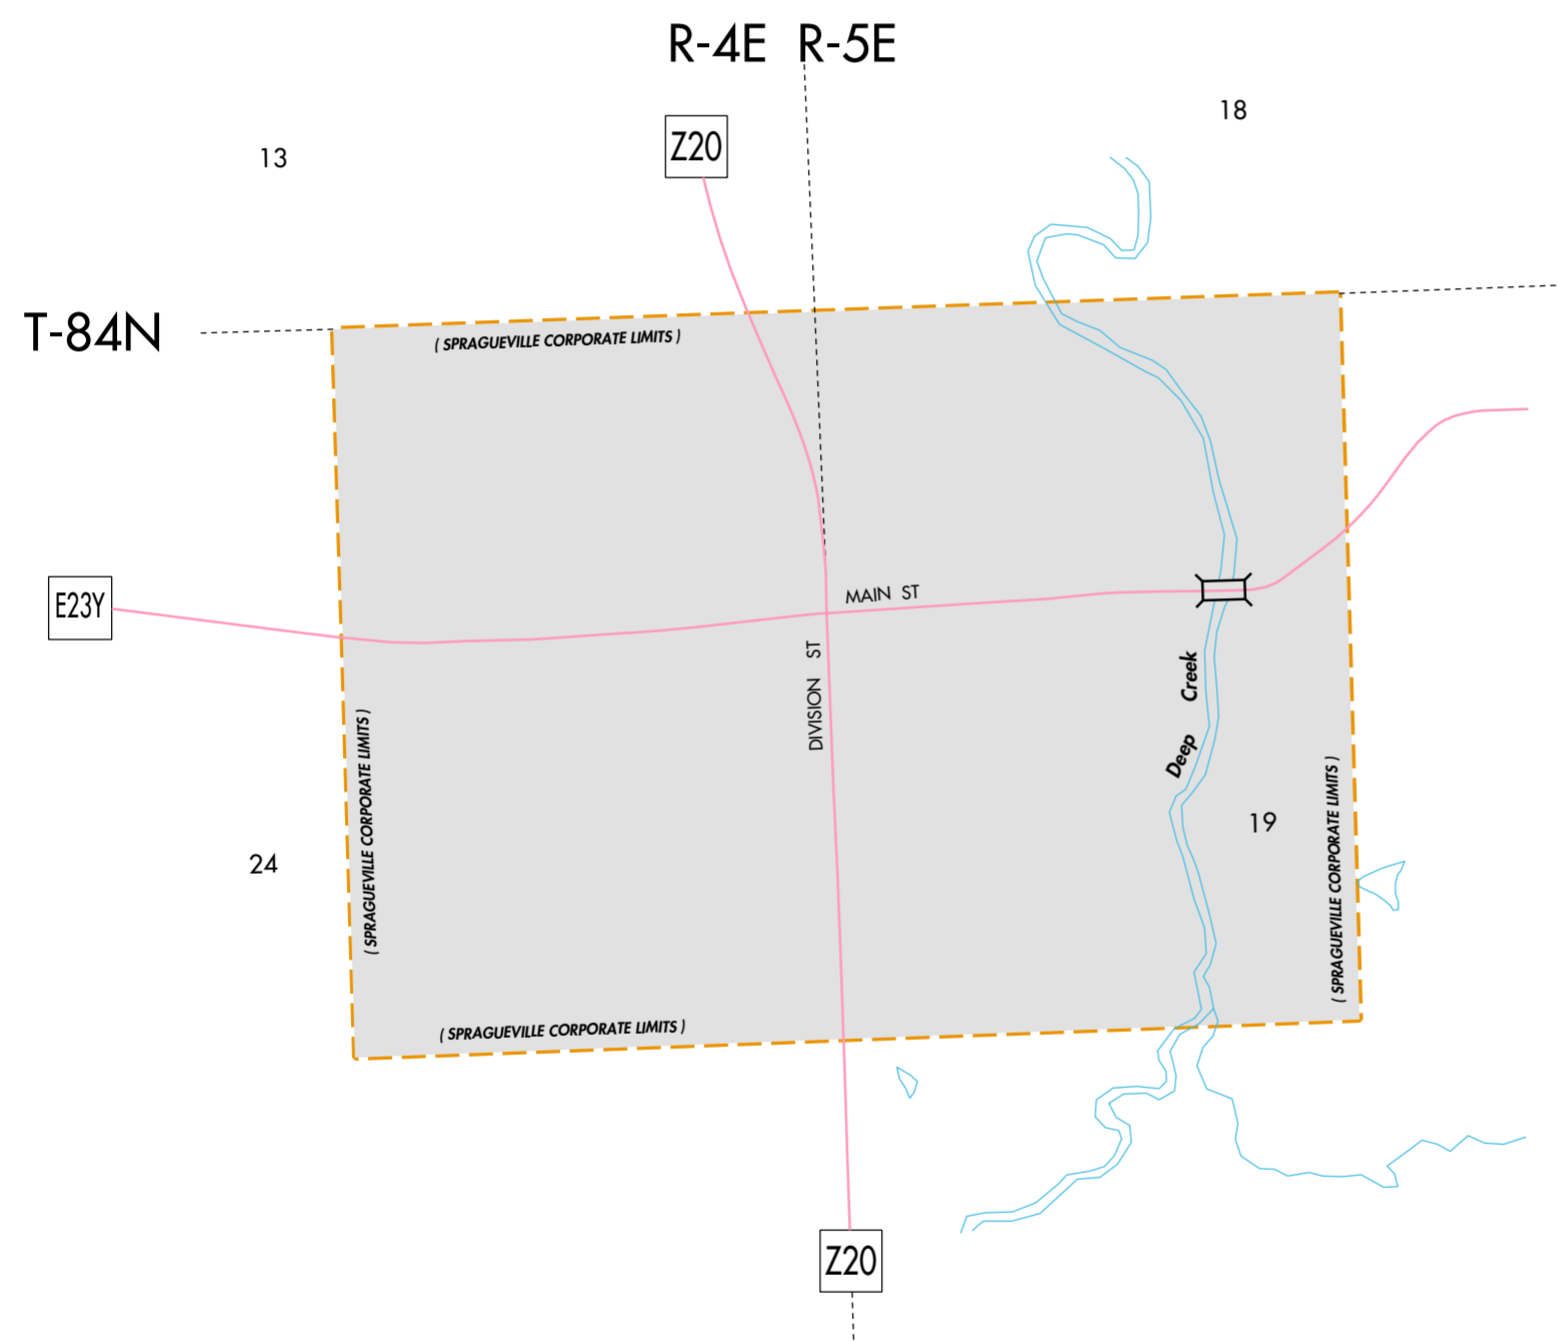 R-4E R-5E
18
Z20
13
T-84N
( SPRAGUEVILLE CORPORATE LIMITS )
E23Y
MAIN ST
DIVISION ST
Deep Creek
( SPRAGUEVILLE CORPORATE LIMITS )
19
( SPRAGUEVILLE CORPORATE LIMITS )
24
( SPRAGUEVILLE CORPORATE LIMITS )
Z20